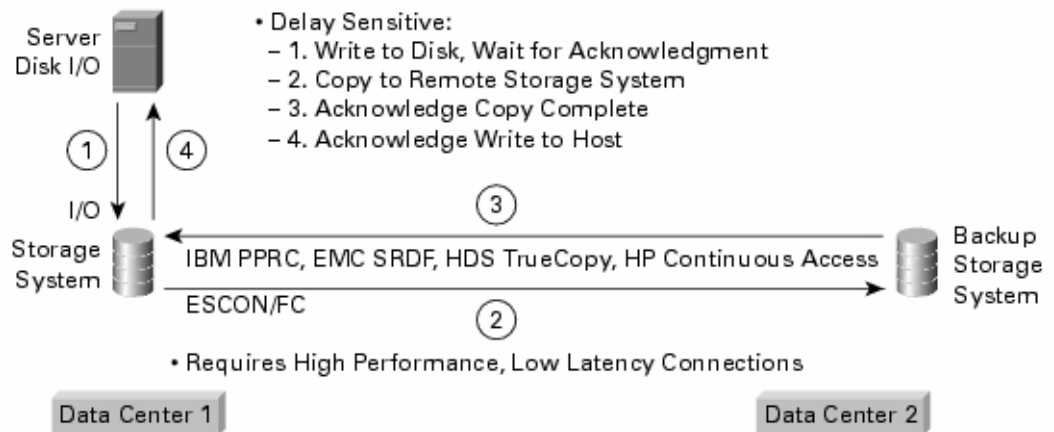 Server
Disk I/O
• Delay Sensitive:
– 1. Write to Disk, Wait for Acknowledgment
– 2. Copy to Remote Storage System
– 3. Acknowledge Copy Complete
– 4. Acknowledge Write to Host
1
4
I/O
3
Storage
System
IBM PPRC, EMC SRDF, HDS TrueCopy, HP Continuous Access
Backup
Storage
System
ESCON/FC
2
• Requires High Performance, Low Latency Connections
Data Center 1
Data Center 2